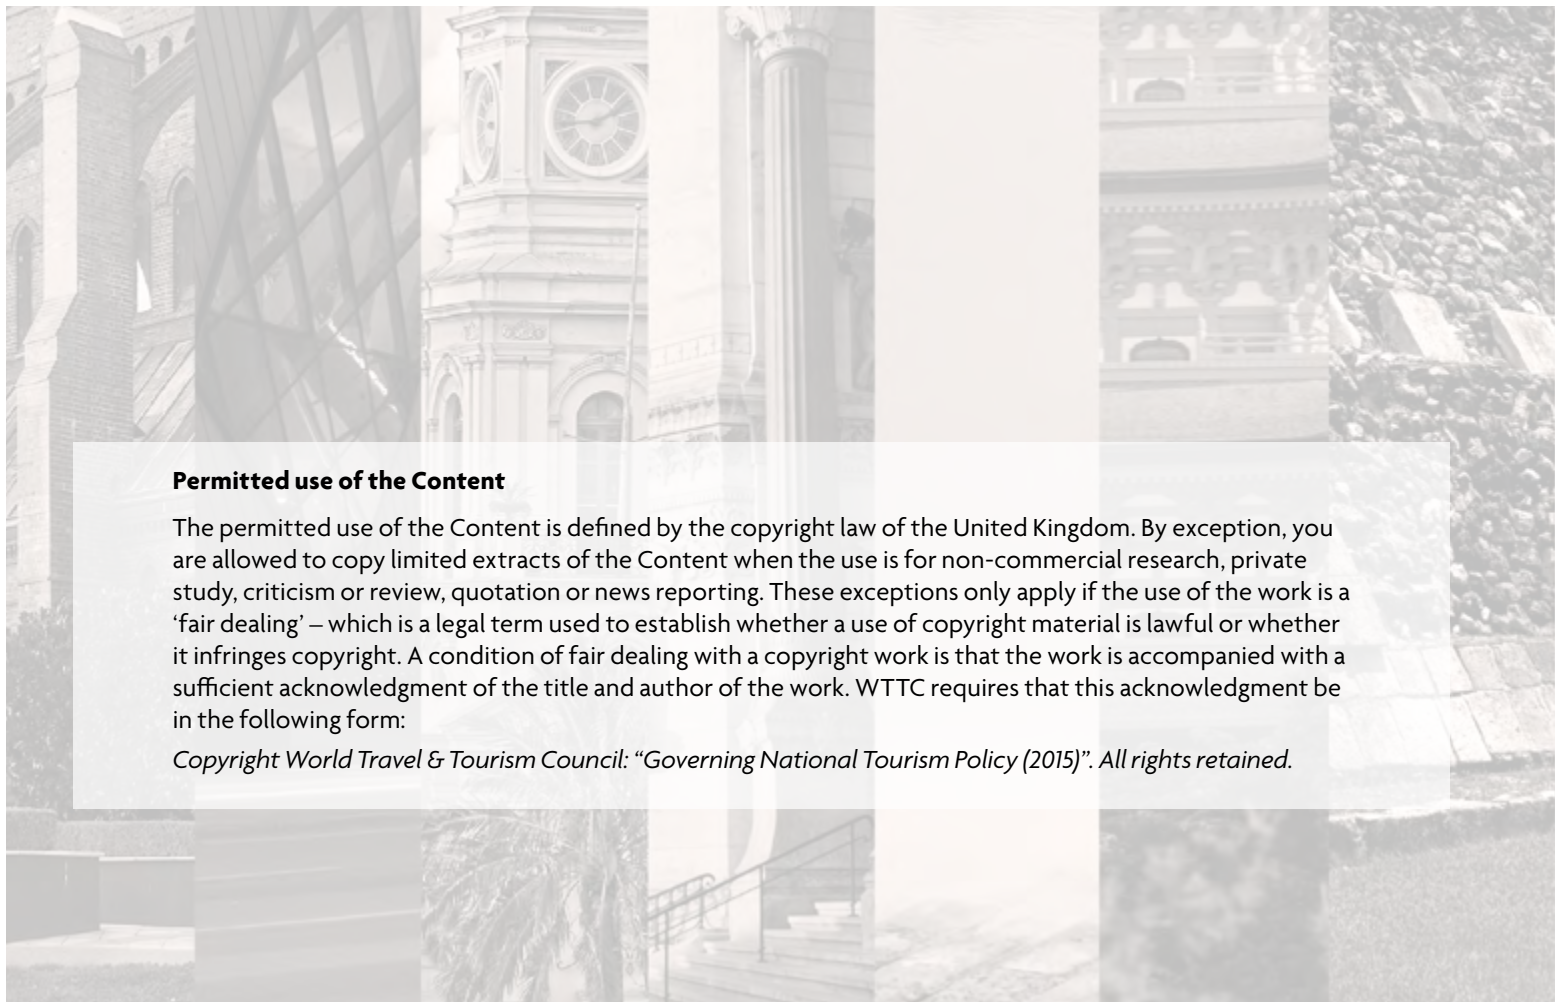 Permitted use of the Content
The permitted use of the Content is defined by the copyright law of the United Kingdom. By exception, you
are allowed to copy limited extracts of the Content when the use is for non-commercial research, private
study, criticism or review, quotation or news reporting. These exceptions only apply if the use of the work is a
‘fair dealing’ – which is a legal term used to establish whether a use of copyright material is lawful or whether
it infringes copyright. A condition of fair dealing with a copyright work is that the work is accompanied with a
sufficient acknowledgment of the title and author of the work. WTTC requires that this acknowledgment be
in the following form:
Copyright World Travel & Tourism Council: “Governing National Tourism Policy (2015)”. All rights retained.